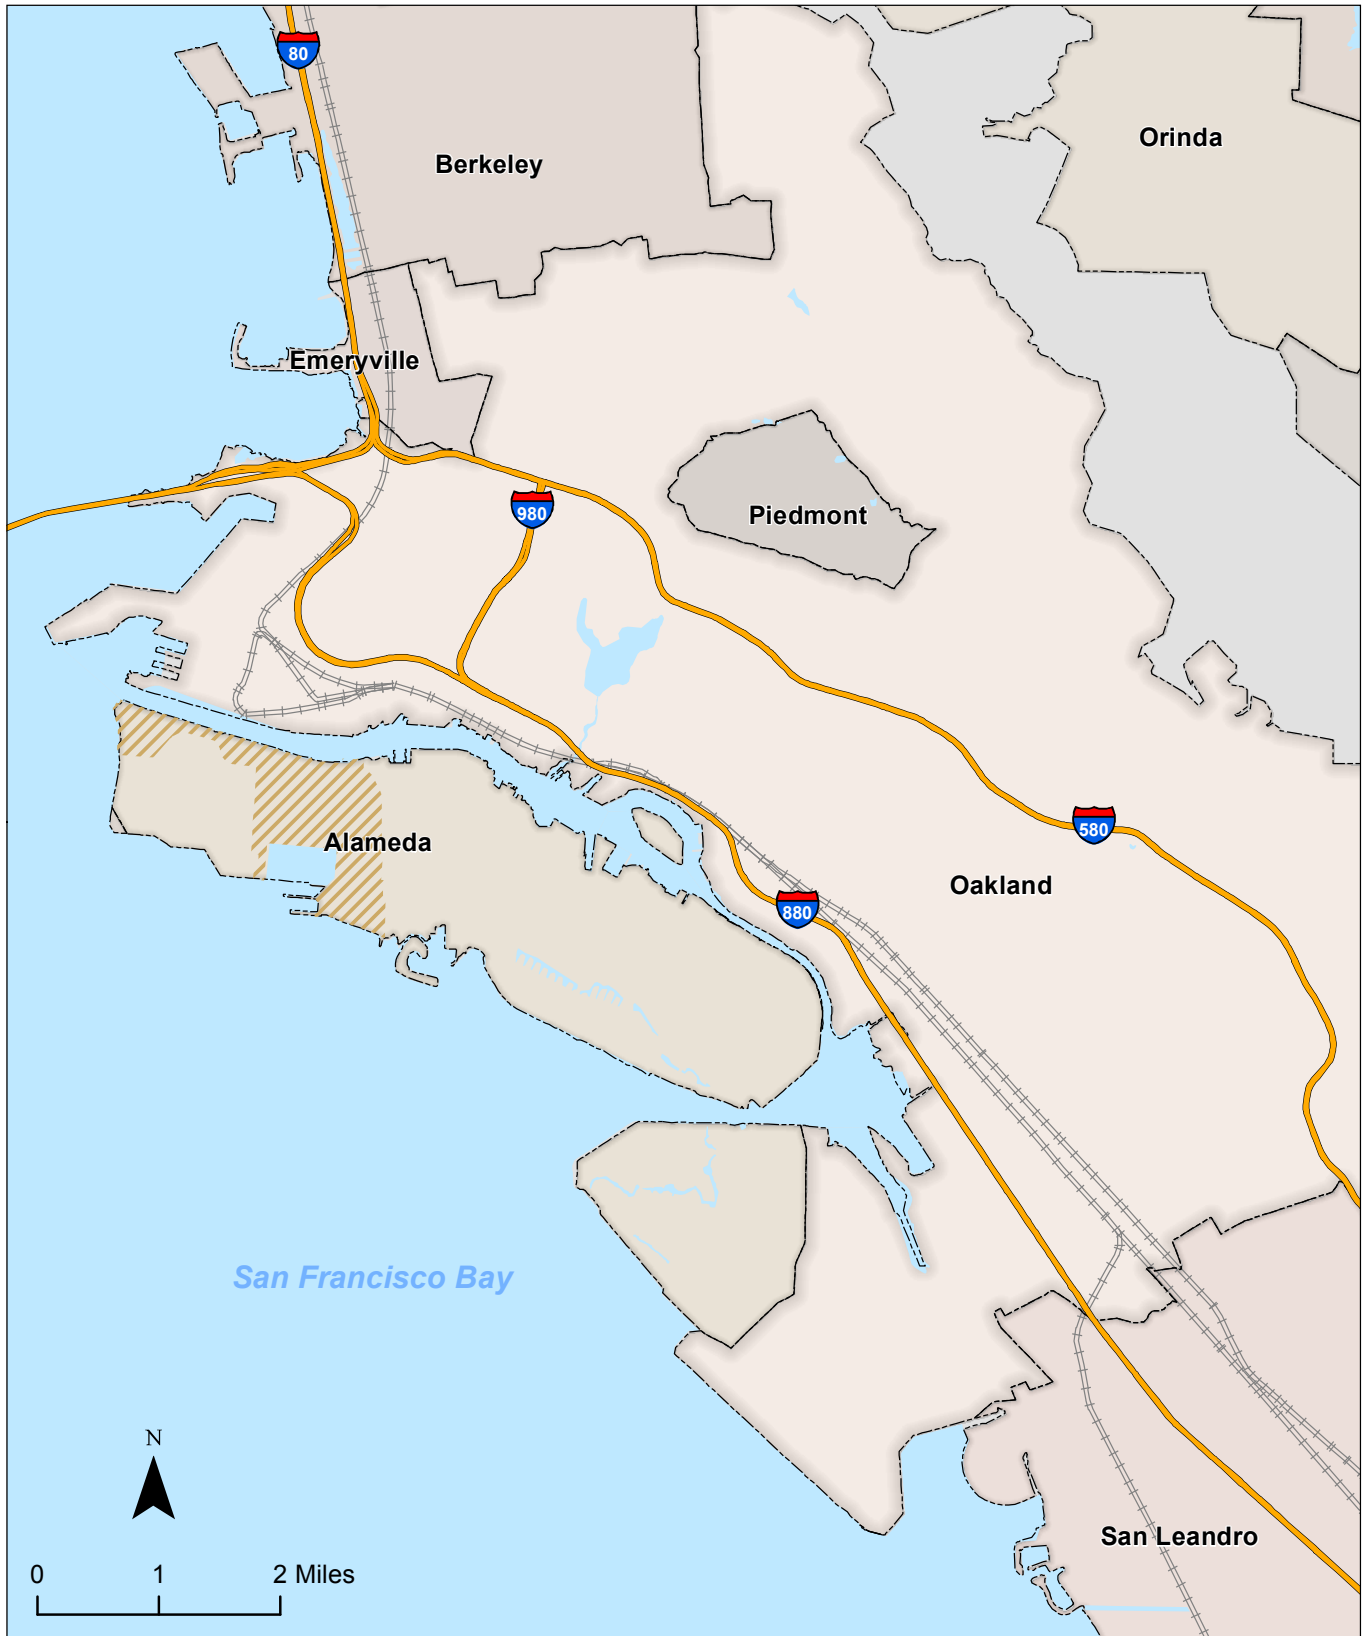 80
Orinda
Berkeley
Emeryville
980
Piedmont
580
Alameda
Oakland
880
San Francisco Bay
N
San Leandro
0 1 2 Miles